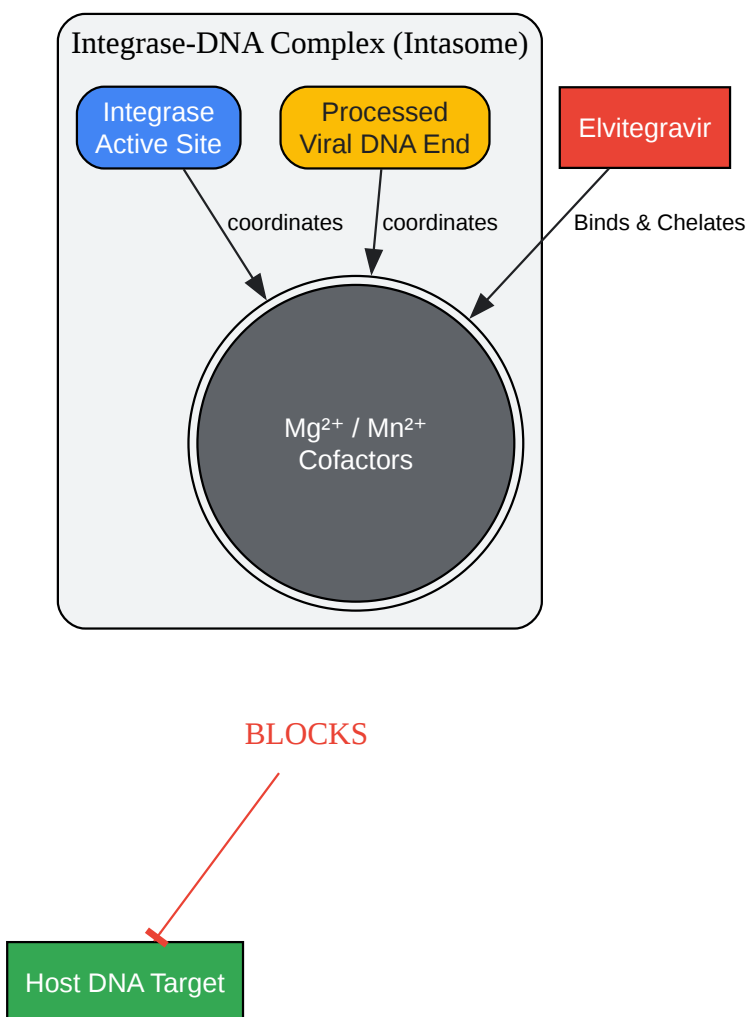 Integrase-DNA Complex (Intasome)
Integrase
Active Site
Processed
Viral DNA End
Elvitegravir
coordinates
coordinates
Binds & Chelates
Mg²⁺ / Mn²⁺
Cofactors
BLOCKS
Host DNA Target